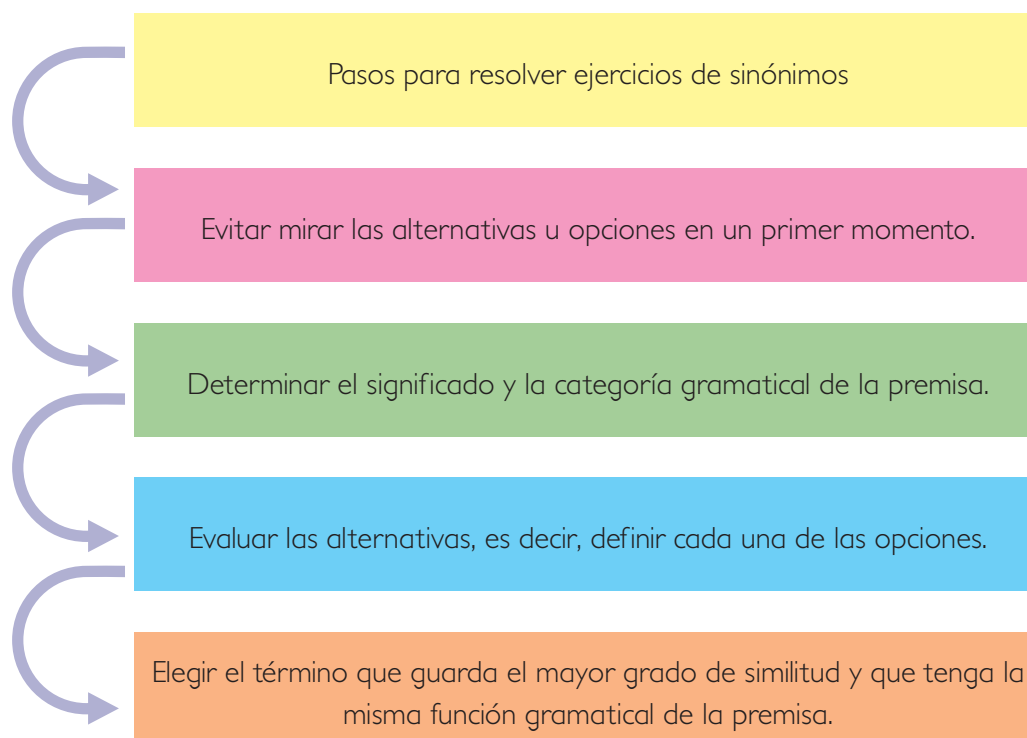 Pasos para resolver ejercicios de sinónimos
Evitar mirar las alternativas u opciones en un primer momento.
Determinar el significado y la categoría gramatical de la premisa.
Evaluar las alternativas, es decir, definir cada una de las opciones.
Elegir el término que guarda el mayor grado de similitud y que tenga la
misma función gramatical de la premisa.